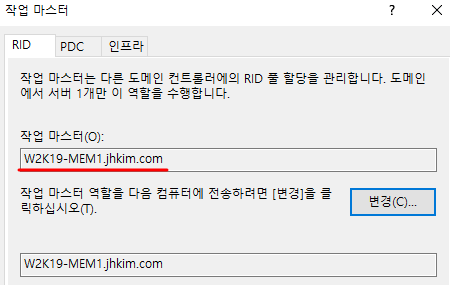 작업 마스터
RID
PDC
인프라
작업 마스터는 다른 도메인 컨트롤러에의 RID 풀 할당을 관리합니다. 도메인
에서 서버 1개만 이 역할을 수행합니다.
작업 마스터(O):
W2K19-MEM1.jhkim.com
작업 마스터 역할을 다음 컴퓨터에 전송하려면 [변경]을 클
릭하십시오(T).
변경(C)...
W2K19-MEM1.jhkim.com